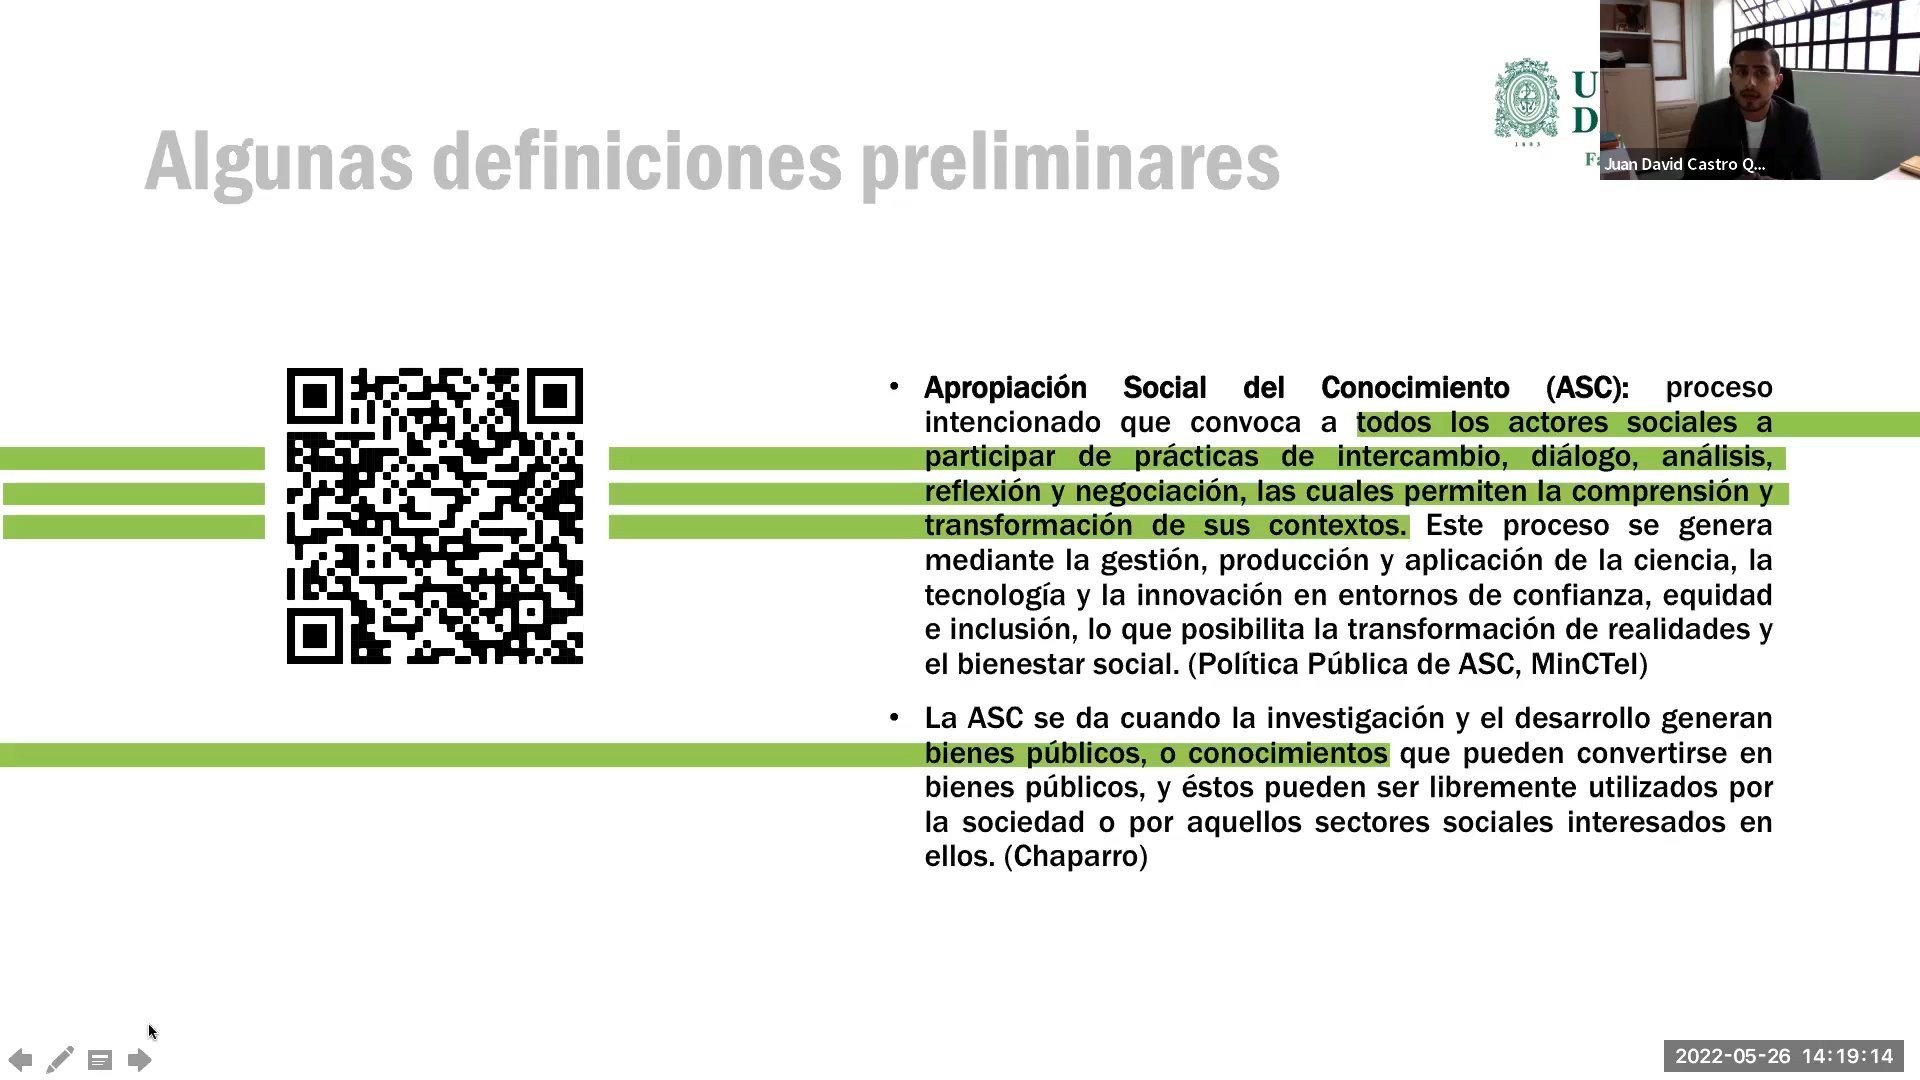 Algunas definiciones preliminares
U
D
Fa
1803
Juan David Castro Q...
• Apropiación Social del Conocimiento (ASC): proceso
intencionado que convoca a todos los actores sociales a
participar de prácticas de intercambio, diálogo, análisis,
reflexión y negociación, las cuales permiten la comprensión y
transformación de sus contextos. Este proceso se genera
mediante la gestión, producción y aplicación de la ciencia, la
tecnología y la innovación en entornos de confianza, equidad
e inclusión, lo que posibilita la transformación de realidades y
el bienestar social. (Política Pública de ASC, MinCTeI)
• La ASC se da cuando la investigación y el desarrollo generan
bienes públicos, o conocimientos que pueden convertirse en
bienes públicos, y éstos pueden ser libremente utilizados por
la sociedad o por aquellos sectores sociales interesados en
ellos. (Chaparro)
2022-05-26 14:19:14